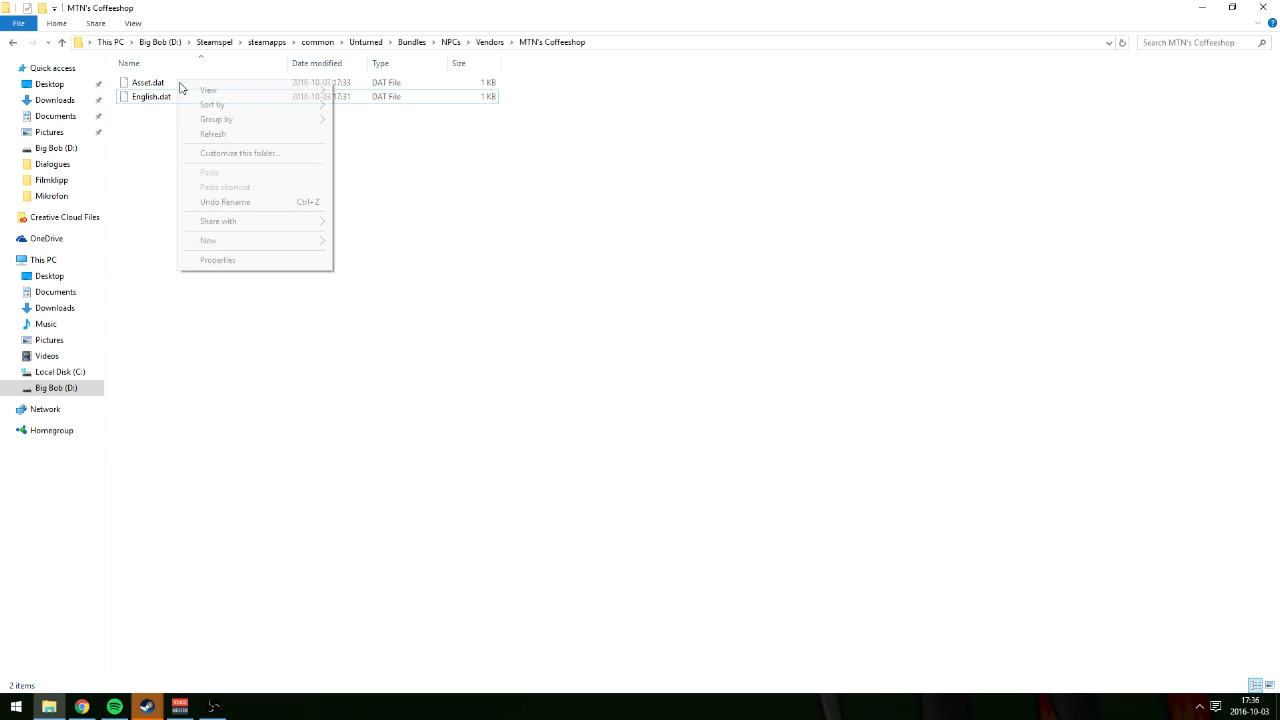 MTN's Coffeeshop
File Home Share View
This PC Big Bob (D:) Steamspel steamapps common Unturned Bundles NPCs Vendors MTN's Coffeeshop
Search MTN's Coffeeshop
Name Date modified Type Size
Quick access
Desktop
Downloads
Documents
Pictures
Big Bob (D:)
Dialogues
Filmklipp
Mikrofon
Creative Cloud Files
OneDrive
This PC
Desktop
Documents
Downloads
Music
Pictures
Videos
Local Disk (C:)
Big Bob (D:)
Network
Homegroup
Asset.dat 2016-10-03 17:33 DAT File 1 KB
English.dat 2016-10-03 17:31 DAT File 1 KB
View
Sort by
Group by
Refresh
Customize this folder...
Paste
Paste shortcut
Undo Rename Ctrl+Z
Share with
New
Properties
2 items
17:36
2016-10-03